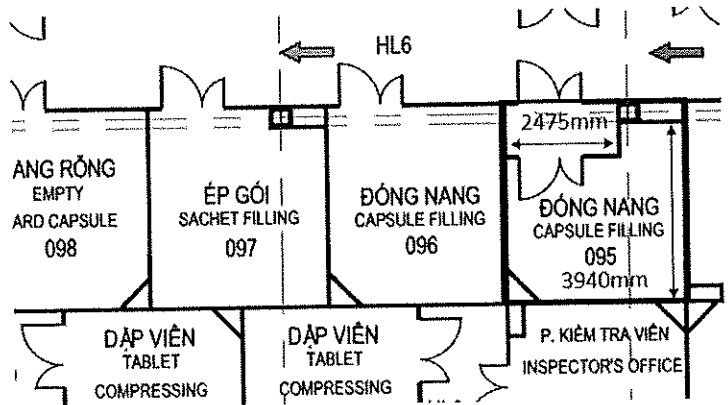 HL6
2475mm
ANG RỖNG
EMPTY
ARD CAPSULE
098
ÉP GÓI
SACHET FILLING
097
ĐÓNG NANG
CAPSULE FILLING
096
ĐÓNG NANG
CAPSULE FILLING
095
3940mm
DẬP VIÊN
TABLET
COMPRESSING
DẬP VIÊN
TABLET
COMPRESSING
P. KIỂM TRA VIÊN
INSPECTOR'S OFFICE